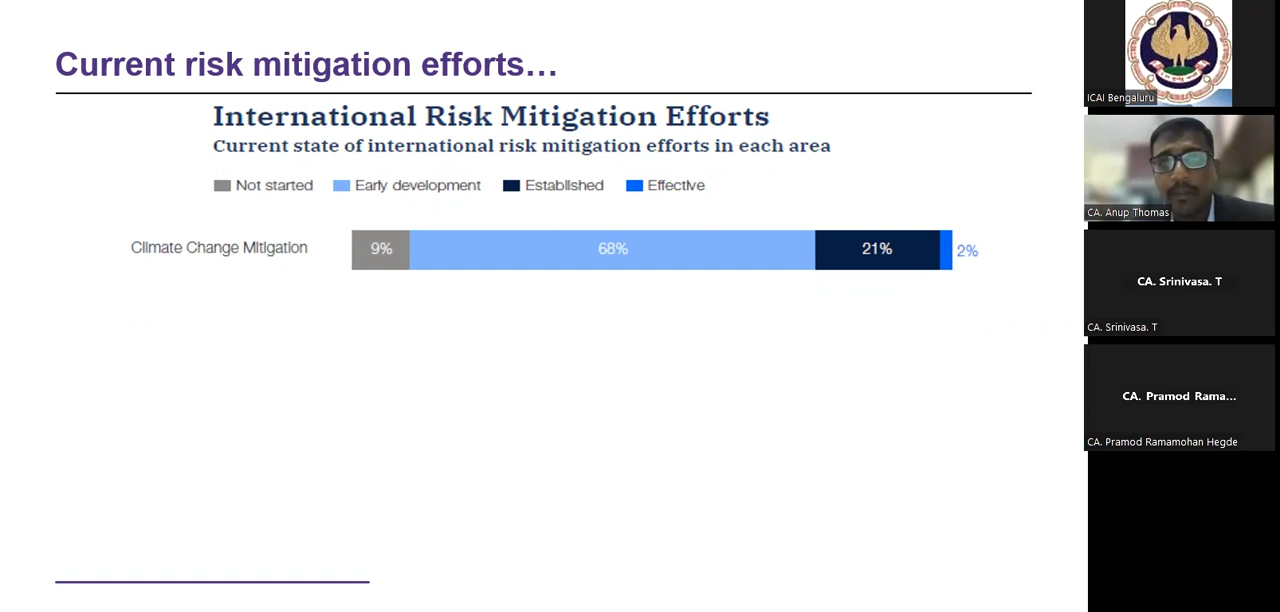 Current risk mitigation efforts…
International Risk Mitigation Efforts
Current state of international risk mitigation efforts in each area
Not started Early development Established Effective
Climate Change Mitigation 9% 68% 21% 2%
ICAI Bengaluru
CA. Anup Thomas
CA. Srinivasa. T
CA. Srinivasa. T
CA. Pramod Rama...
CA. Pramod Ramamohan Hegde